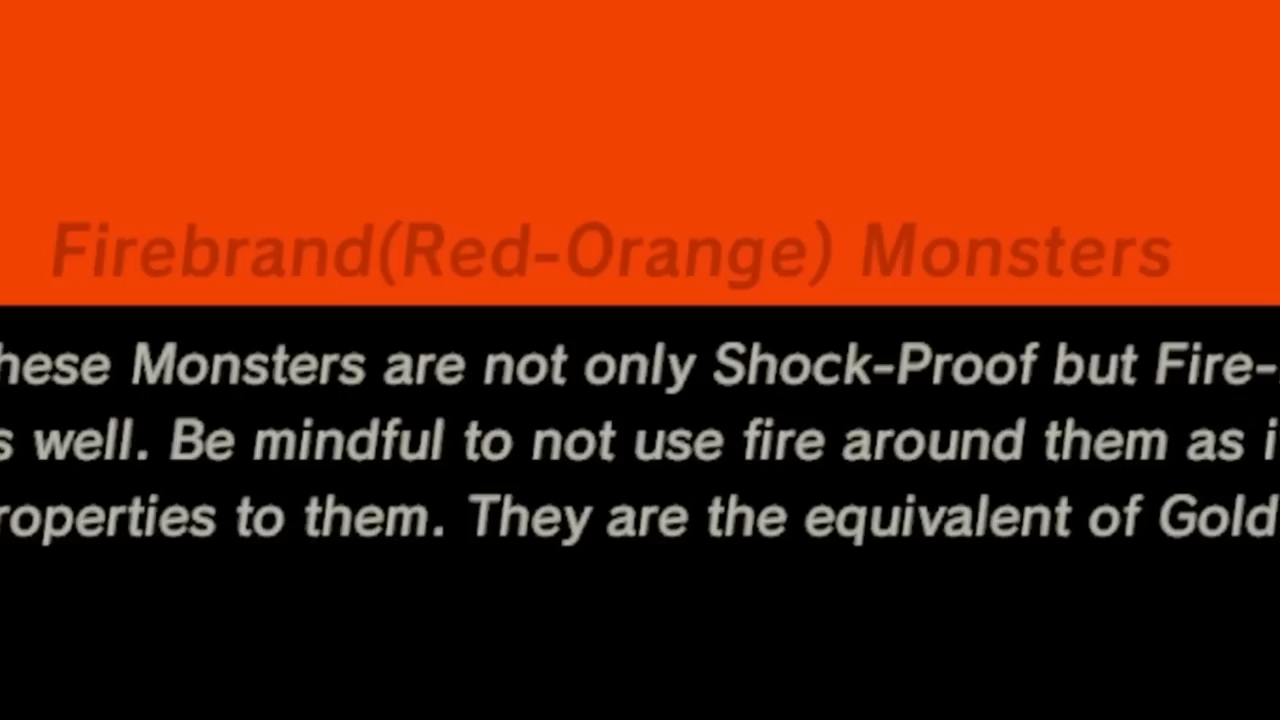 Firebrand(Red-Orange) Monsters
hese Monsters are not only Shock-Proof but Fire-
s well. Be mindful to not use fire around them as i
roperties to them. They are the equivalent of Gold